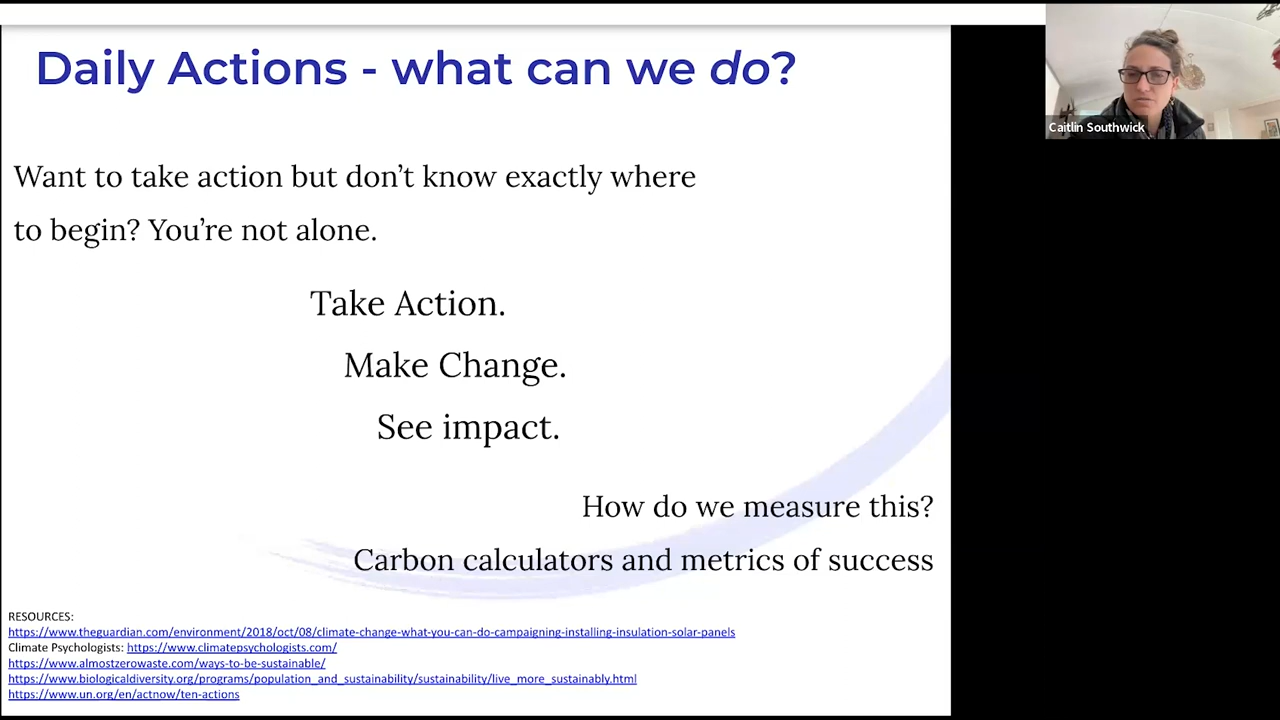 Daily Actions - what can we do?
Caitlin Southwick
Want to take action but don't know exactly where
to begin? You're not alone.
Take Action.
Make Change.
See impact.
How do we measure this?
Carbon calculators and metrics of success
RESOURCES:
https://www.theguardian.com/environment/2018/oct/08/climate-change-what-you-can-do-campaigning-installing-insulation-solar-panels
Climate Psychologists: https://www.climatepsychologists.com/
https://www.almostzerowaste.com/ways-to-be-sustainable/
https://www.biologicaldiversity.org/programs/population_and_sustainability/sustainability/live_more_sustainably.html
https://www.un.org/en/actnow/ten-actions